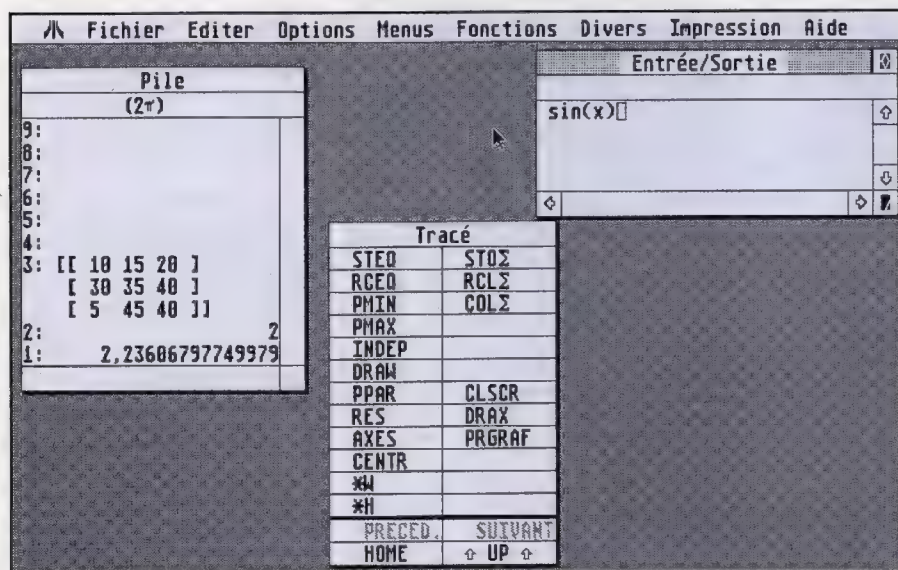 Fichier Editer Options Menus Fonctions Divers Impression Aide
Pile
(2π)
9:
8:
7:
6:
5:
4:
3: [[ 10 15 20 ]
[ 30 35 40 ]
[ 5 45 40 ]]
2: 2
1: 2,23606797749979
Entrée/Sortie
sin(x)
Tracé
STEQ STOΣ
RCEQ RCLΣ
PMIN COLΣ
PMAX
INDEP
DRAW
PPAR CLSCR
RES DRAX
AXES PRGRAF
CENTR
*W
*H
PRECED. SUIVANT
HOME ⇧ UP ⇧